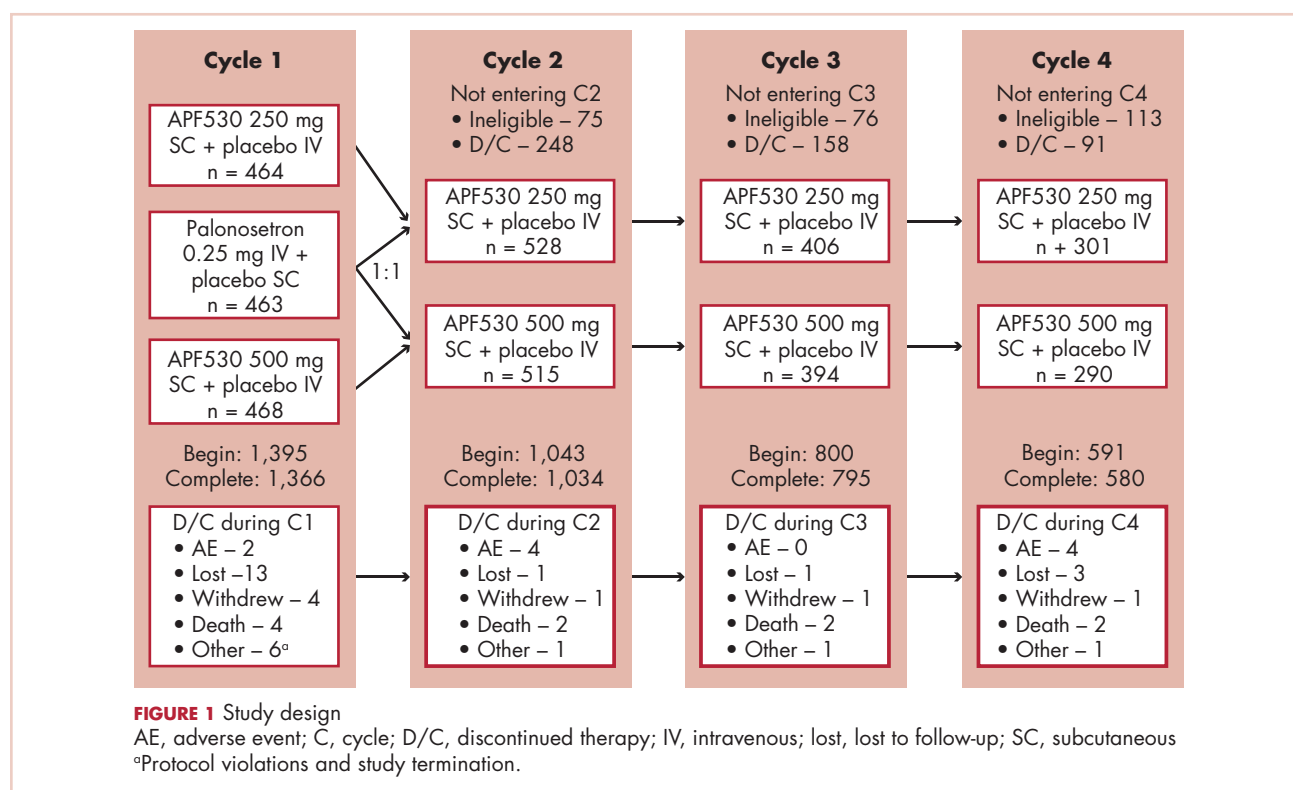 Cycle 1
APF530 250 mg
SC + placebo IV
n = 464
Palonosetron
0.25 mg IV +
placebo SC
n = 463
APF530 500 mg
SC + placebo IV
n = 468
Begin: 1,395
Complete: 1,366
D/C during C1
• AE – 2
• Lost –13
• Withdrew – 4
• Death – 4
• Other – 6ᵃ
1:1
Cycle 2
Not entering C2
• Ineligible – 75
• D/C – 248
APF530 250 mg
SC + placebo IV
n = 528
APF530 500 mg
SC + placebo IV
n = 515
Begin: 1,043
Complete: 1,034
D/C during C2
• AE – 4
• Lost – 1
• Withdrew – 1
• Death – 2
• Other – 1
Cycle 3
Not entering C3
• Ineligible – 76
• D/C – 158
APF530 250 mg
SC + placebo IV
n = 406
APF530 500 mg
SC + placebo IV
n = 394
Begin: 800
Complete: 795
D/C during C3
• AE – 0
• Lost – 1
• Withdrew – 1
• Death – 2
• Other – 1
Cycle 4
Not entering C4
• Ineligible – 113
• D/C – 91
APF530 250 mg
SC + placebo IV
n + 301
APF530 500 mg
SC + placebo IV
n = 290
Begin: 591
Complete: 580
D/C during C4
• AE – 4
• Lost – 3
• Withdrew – 1
• Death – 2
• Other – 1
FIGURE 1 Study design
AE, adverse event; C, cycle; D/C, discontinued therapy; IV, intravenous; lost, lost to follow-up; SC, subcutaneous
ᵃProtocol violations and study termination.